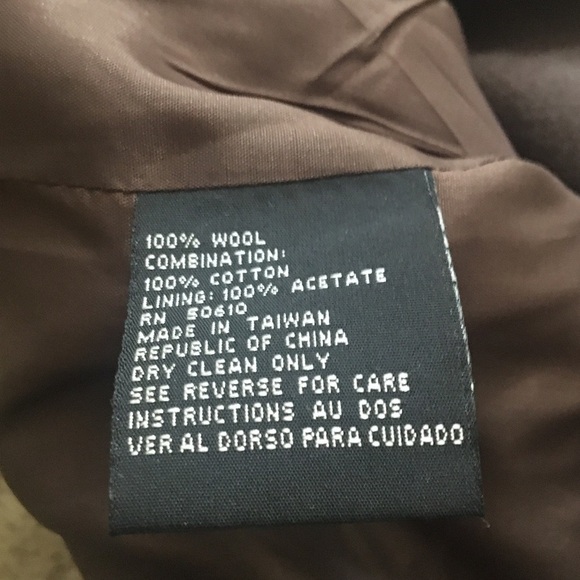 100% WOOL
COMBINATION:
100% COTTON
LINING: 100% ACETATE
RN 50610
MADE IN TAIWAN
REPUBLIC OF CHINA
DRY CLEAN ONLY
SEE REVERSE FOR CARE
INSTRUCTIONS AU DOS
VER AL DORSO PARA CUIDADO